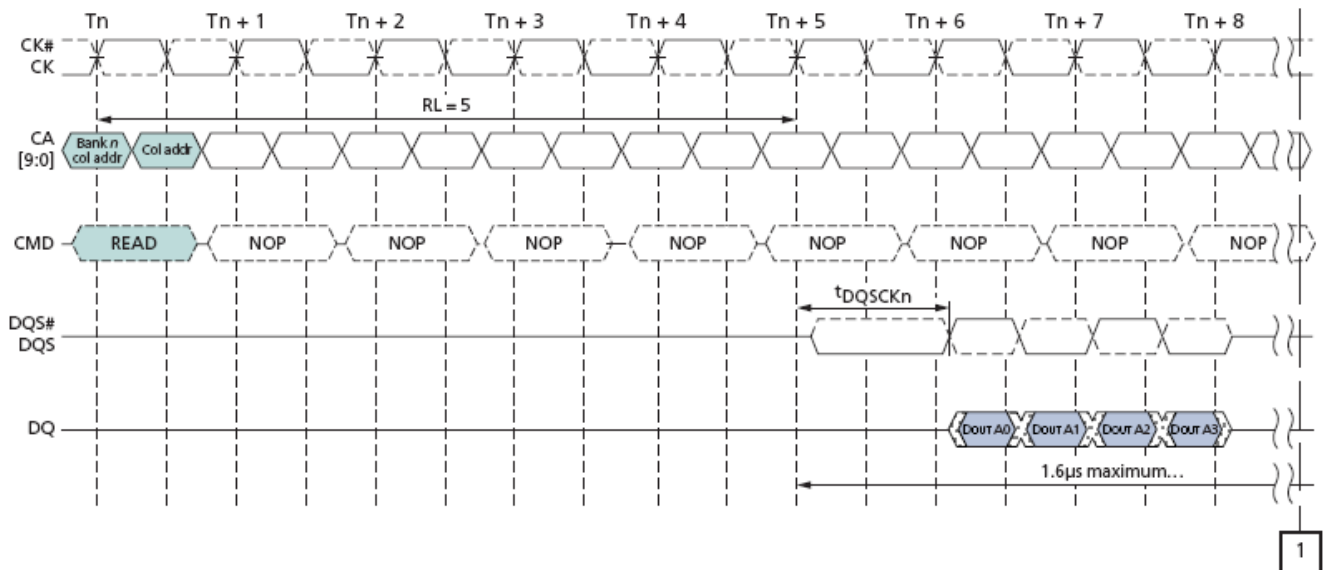 Tn Tn + 1 Tn + 2 Tn + 3 Tn + 4 Tn + 5 Tn + 6 Tn + 7 Tn + 8
CK#
CK
RL = 5
CA
[9:0]
Bank n
col addr
Col addr
CMD READ NOP NOP NOP NOP NOP NOP NOP NOP
tDQSCKn
DQS#
DQS
DQ DOUT A0 DOUT A1 DOUT A2 DOUT A3
1.6µs maximum...
1